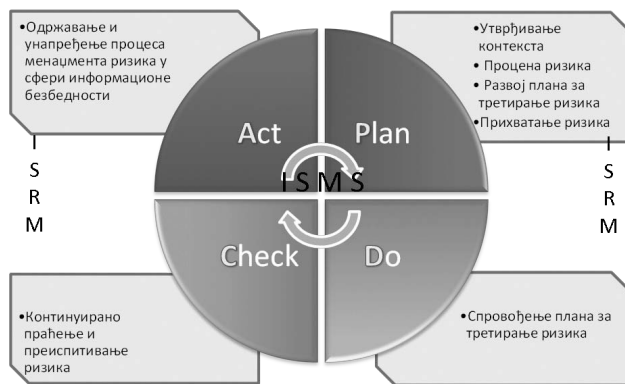 •Одржавање и
унапређење процеса
менаџмента ризика у
сфери информационе
безбедности
•Утврђивање
контекста
• Процена ризика
• Развој плана за
третирање ризика
•Прихватање ризика
Act
Plan
I S M S
Check
Do
I
S
R
M
I
S
R
M
•Континуирано
праћење и
преиспитивање
ризика
•Спровођење плана за
третирање ризика